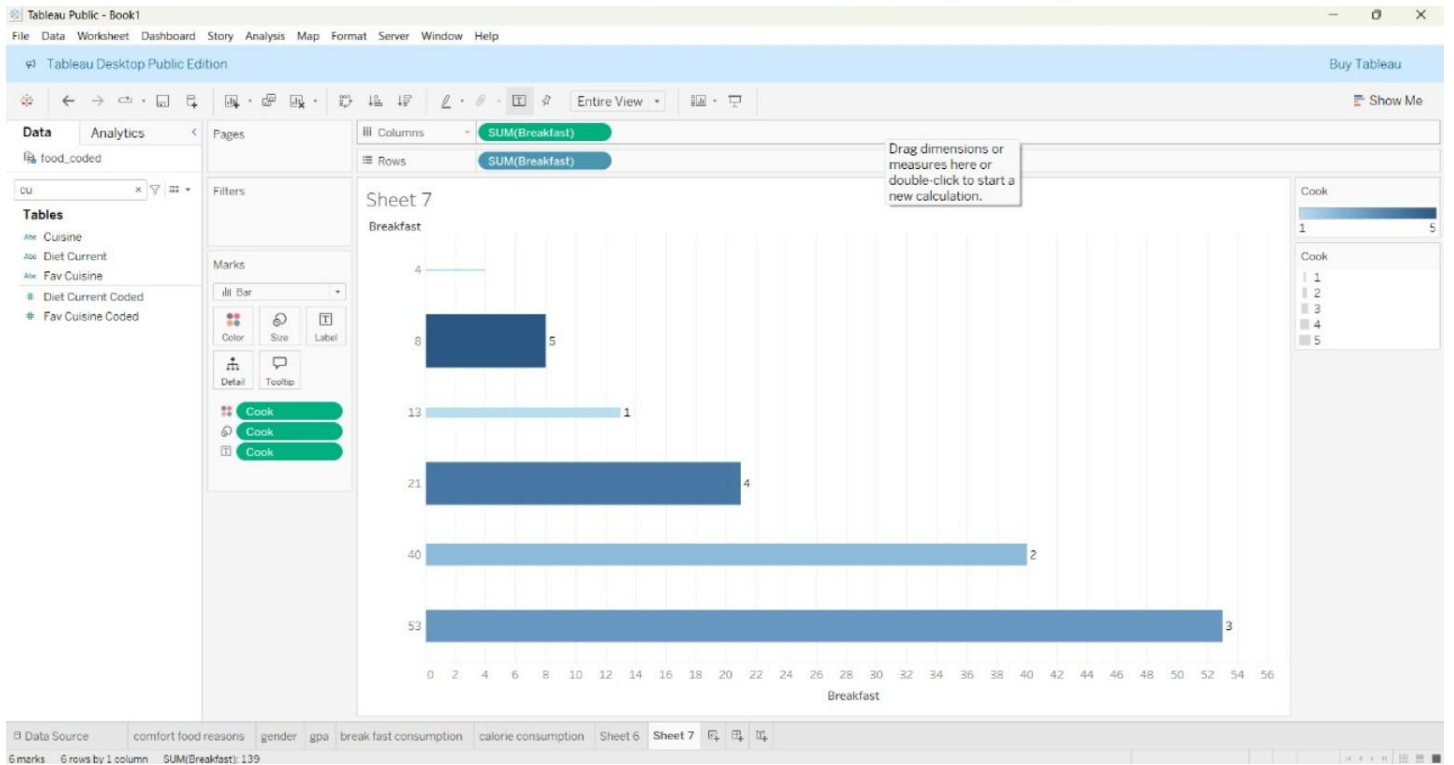 Tableau Public - Book1
File Data Worksheet Dashboard Story Analysis Map Format Server Window Help
Tableau Desktop Public Edition
Buy Tableau
Entire View
Show Me
Data Analytics
food_coded
cu
Tables
Abc Cuisine
Abc Diet Current
Abc Fav Cuisine
# Diet Current Coded
# Fav Cuisine Coded
Pages
Filters
Marks
Bar
Color Size Label
Detail Tooltip
Cook
Cook
Cook
Columns SUM(Breakfast)
Rows SUM(Breakfast)
Drag dimensions or
measures here or
double-click to start a
new calculation.
Sheet 7
Breakfast
4
8 5
13 1
21 4
40 2
53 3
0 2 4 6 8 10 12 14 16 18 20 22 24 26 28 30 32 34 36 38 40 42 44 46 48 50 52 54 56
Breakfast
Cook
1 5
Cook
1
2
3
4
5
Data Source comfort food reasons gender gpa break fast consumption calorie consumption Sheet 6 Sheet 7
6 marks 6 rows by 1 column SUM(Breakfast): 139